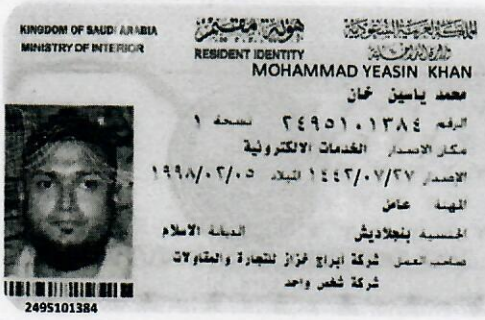 KINGDOM OF SAUDI ARABIA
MINISTRY OF INTERIOR
هوية مقيم
RESIDENT IDENTITY
المملكة العربية السعودية
وزارة الداخلية
MOHAMMAD YEASIN KHAN
محمد ياسين خان
الرقم ٢٤٩٥١٠١٣٨٤ نسخة ١
مكان الاصدار الخدمات الالكترونية
الإصدار ١٤٤٢/٠٧/٢٧ الميلاد ١٩٩٨/٠٢/٠٥
المهنة عامل
الجنسية بنجلاديش الديانة الاسلام
صاحب العمل شركة ابراج فزاز للتجارة والمقاولات
شركة شخص واحد
2495101384